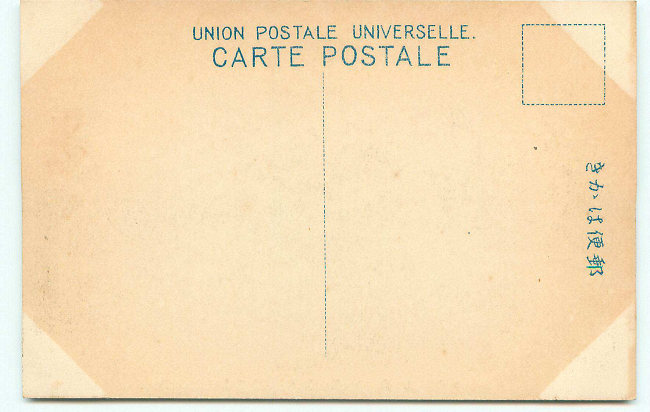 UNION POSTALE UNIVERSELLE.
CARTE POSTALE
郵便はかき